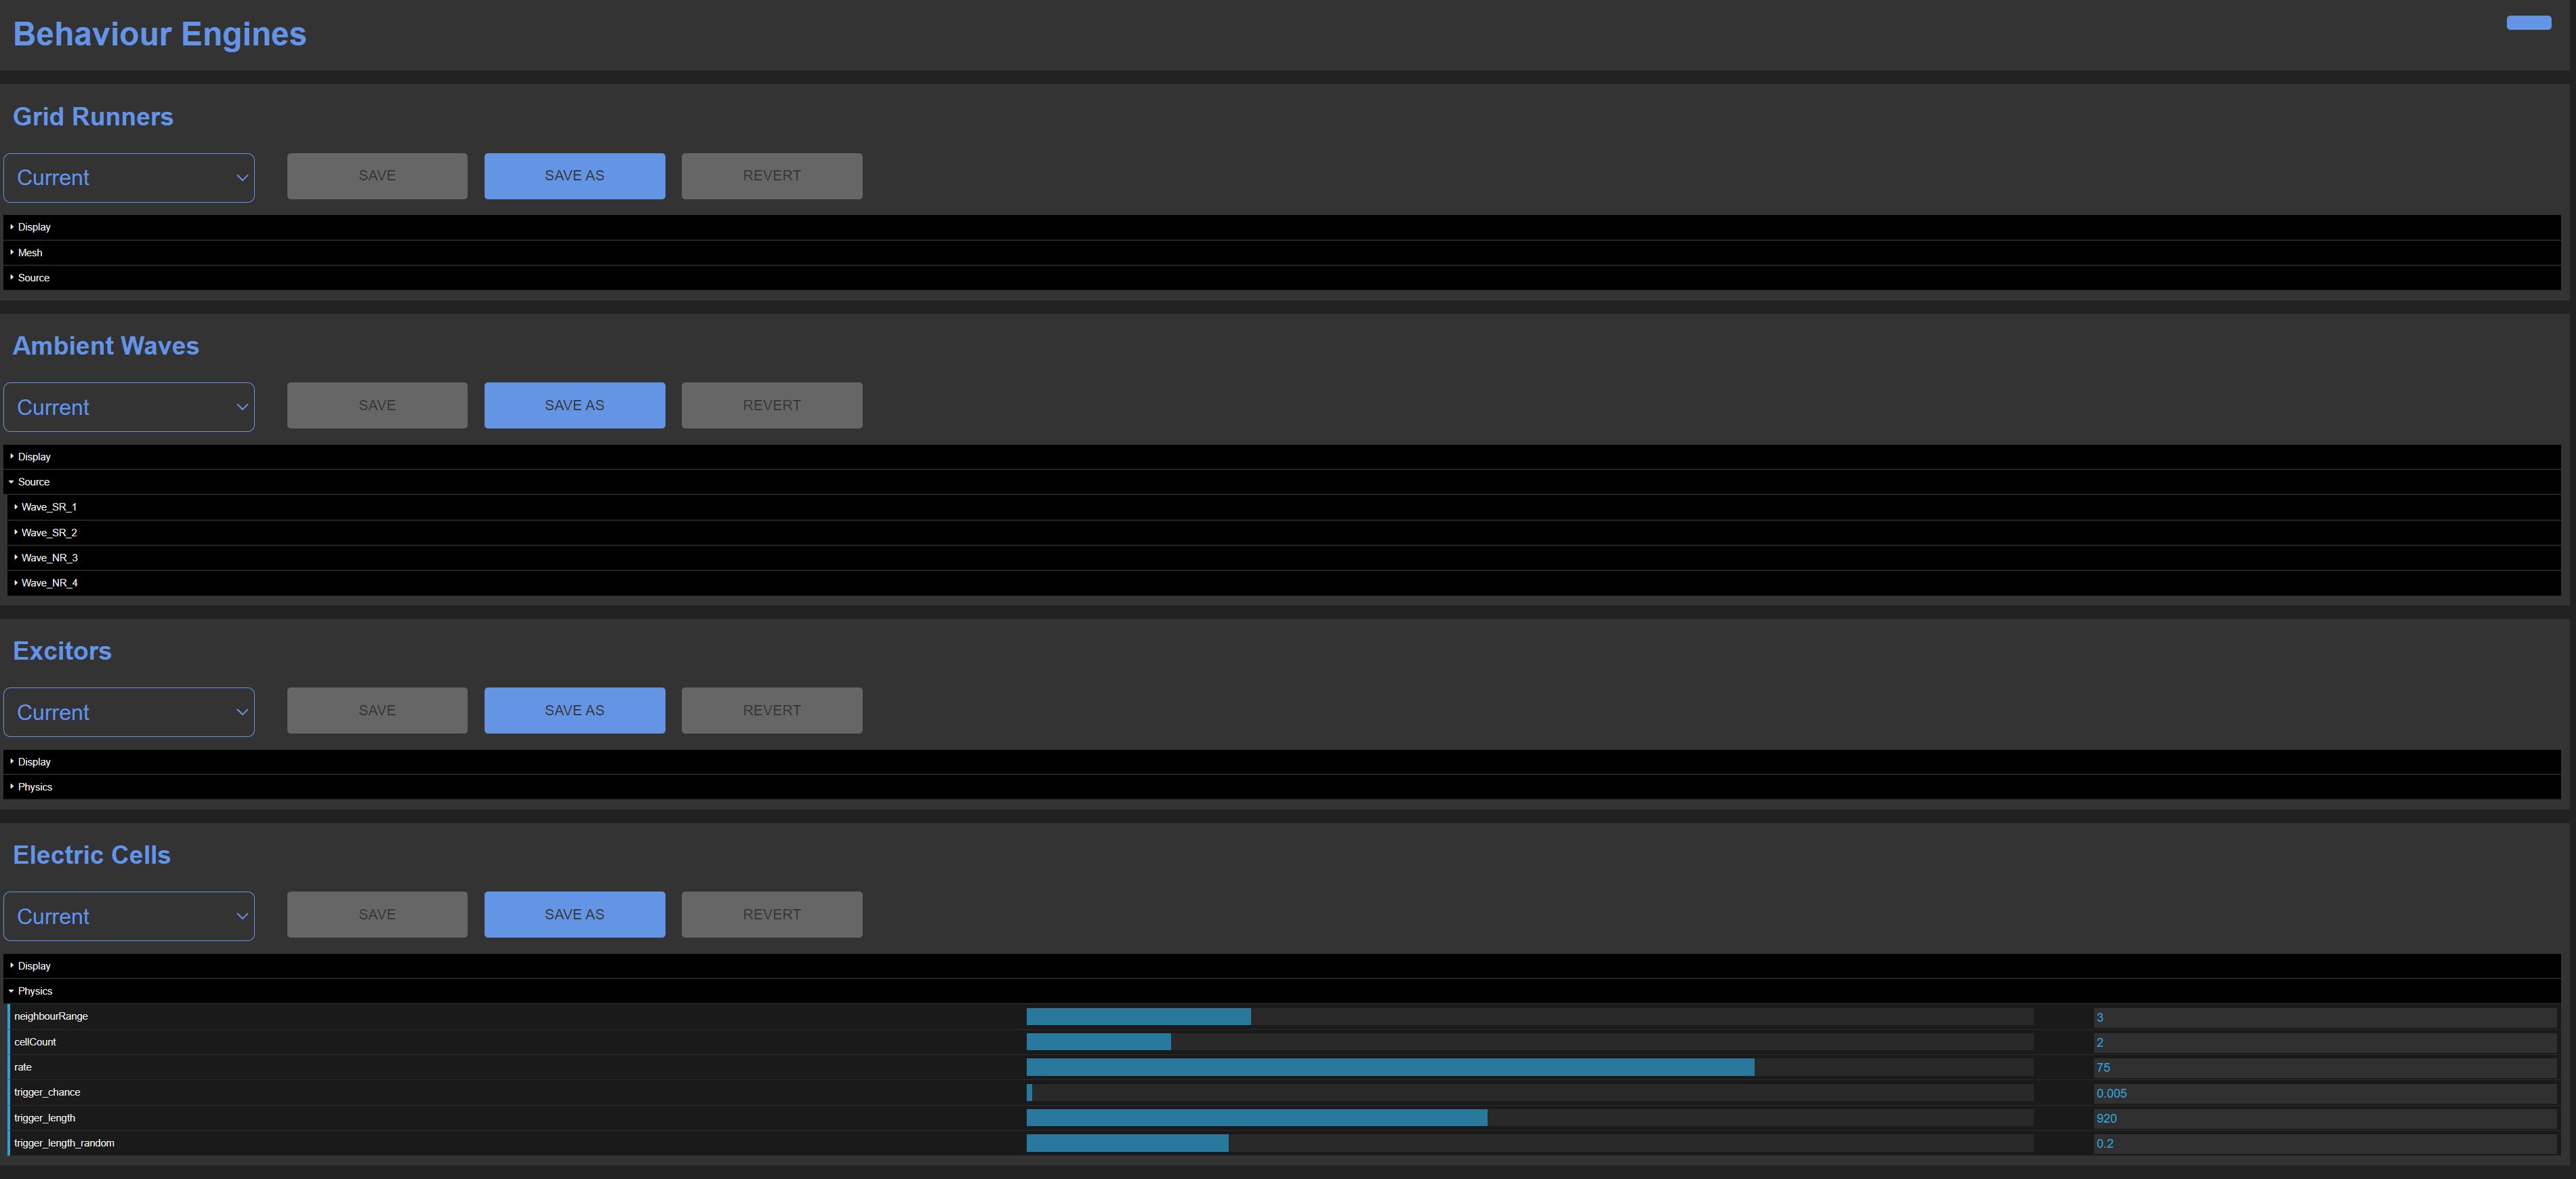 Behaviour Engines
Grid Runners
Current SAVE SAVE AS REVERT
Display
Mesh
Source
Ambient Waves
Current SAVE SAVE AS REVERT
Display
Source
Wave_SR_1
Wave_SR_2
Wave_NR_3
Wave_NR_4
Excitors
Current SAVE SAVE AS REVERT
Display
Physics
Electric Cells
Current SAVE SAVE AS REVERT
Display
Physics
neighbourRange 3
cellCount 2
rate 75
trigger_chance 0.005
trigger_length 920
trigger_length_random 0.2